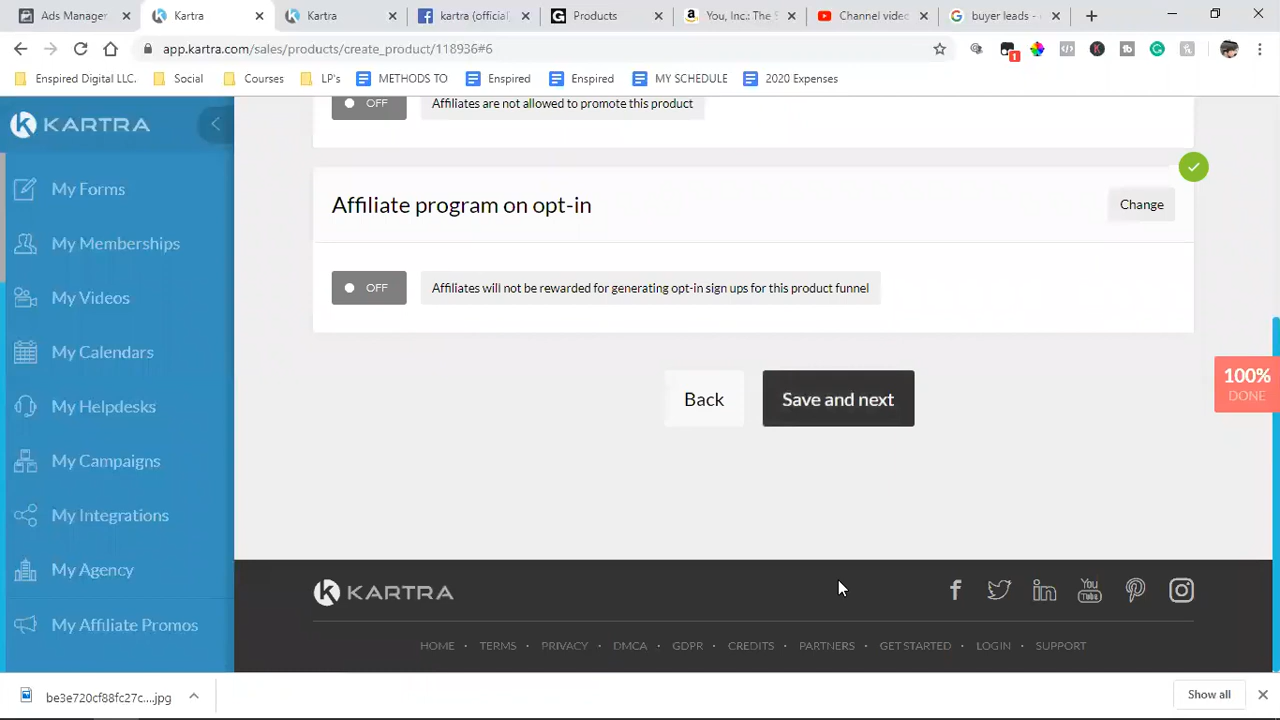 Ads Manager
Kartra
Kartra
kartra (official
Products
You, Inc.: The S
Channel video
buyer leads -
app.kartra.com/sales/products/create_product/118936#6
1
Enspired Digital LLC.
Social
Courses
LP's
METHODS TO
Enspired
Enspired
MY SCHEDULE
2020 Expenses
KARTRA
My Forms
My Memberships
My Videos
My Calendars
My Helpdesks
My Campaigns
My Integrations
My Agency
My Affiliate Promos
OFF
Affiliates are not allowed to promote this product
Affiliate program on opt-in
Change
OFF
Affiliates will not be rewarded for generating opt-in sign ups for this product funnel
Back
Save and next
100%
DONE
KARTRA
HOME · TERMS · PRIVACY · DMCA · GDPR · CREDITS · PARTNERS · GET STARTED · LOGIN · SUPPORT
be3e720cf88fc27c....jpg
Show all